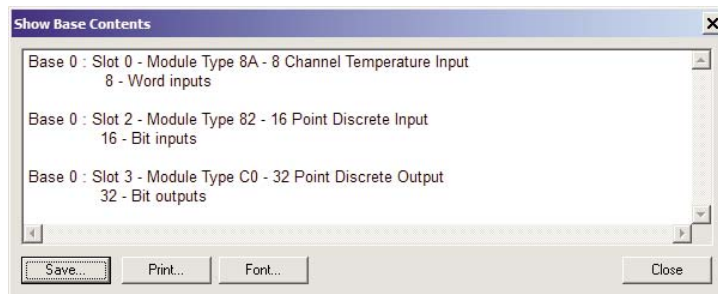 Show Base Contents
Base 0 : Slot 0 - Module Type 8A - 8 Channel Temperature Input
8 - Word inputs
Base 0 : Slot 2 - Module Type 82 - 16 Point Discrete Input
16 - Bit inputs
Base 0 : Slot 3 - Module Type C0 - 32 Point Discrete Output
32 - Bit outputs
Save... Print... Font... Close